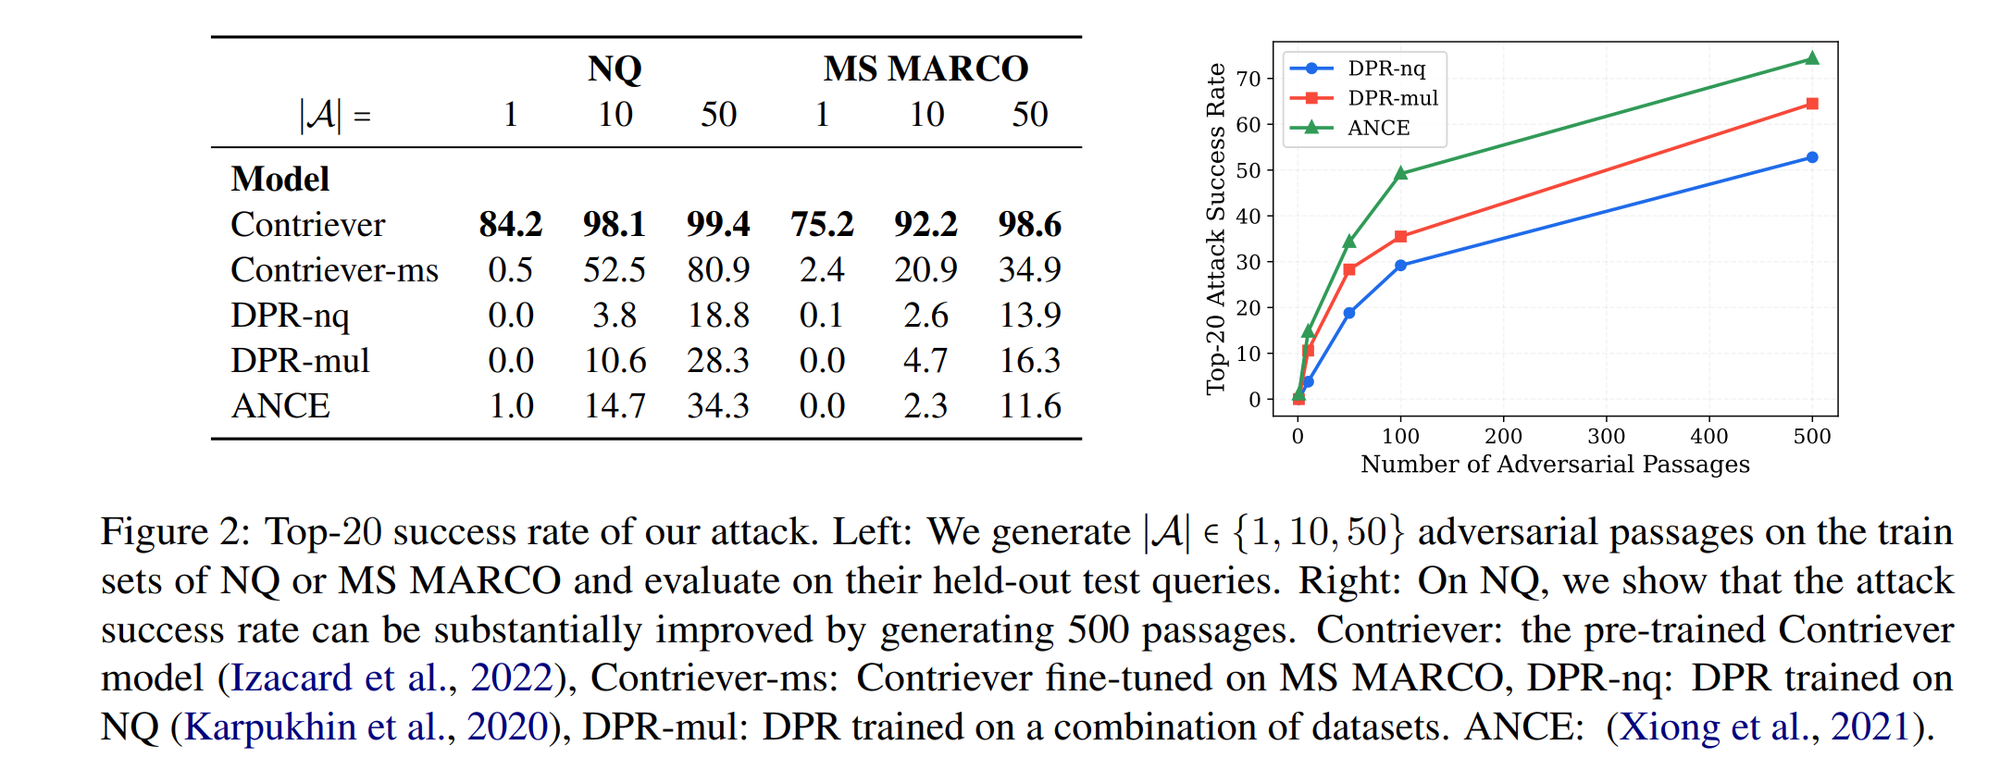 NQ MS MARCO
|𝒜| = 1 10 50 1 10 50
Model
Contriever 84.2 98.1 99.4 75.2 92.2 98.6
Contriever-ms 0.5 52.5 80.9 2.4 20.9 34.9
DPR-nq 0.0 3.8 18.8 0.1 2.6 13.9
DPR-mul 0.0 10.6 28.3 0.0 4.7 16.3
ANCE 1.0 14.7 34.3 0.0 2.3 11.6
Top-20 Attack Success Rate
70
60
50
40
30
20
10
0
DPR-nq
DPR-mul
ANCE
0 100 200 300 400 500
Number of Adversarial Passages
Figure 2: Top-20 success rate of our attack. Left: We generate |𝒜| ∈ {1, 10, 50} adversarial passages on the train
sets of NQ or MS MARCO and evaluate on their held-out test queries. Right: On NQ, we show that the attack
success rate can be substantially improved by generating 500 passages. Contriever: the pre-trained Contriever
model (Izacard et al., 2022), Contriever-ms: Contriever fine-tuned on MS MARCO, DPR-nq: DPR trained on
NQ (Karpukhin et al., 2020), DPR-mul: DPR trained on a combination of datasets. ANCE: (Xiong et al., 2021).